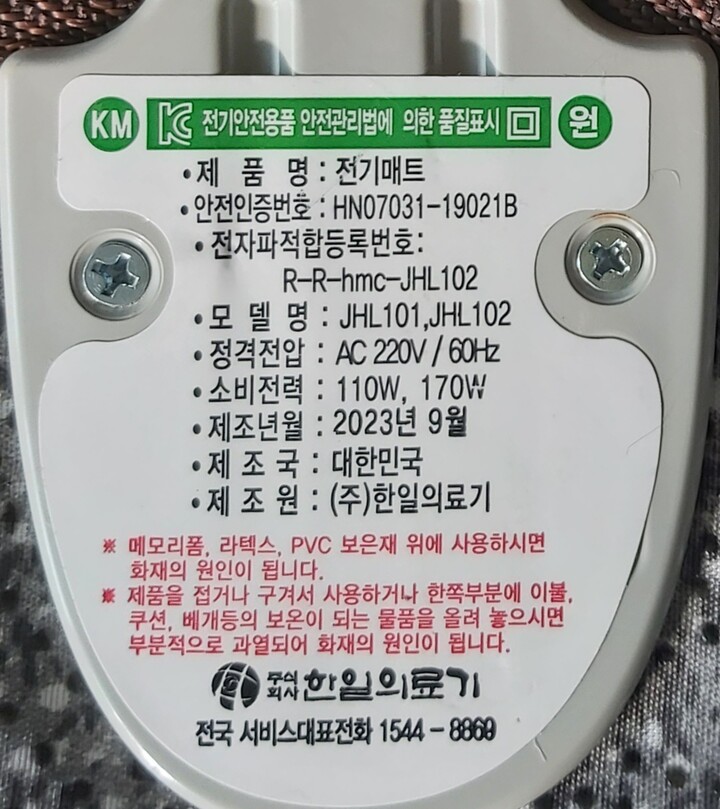 KM KC 전기안전용품 안전관리법에 의한 품질표시 원
• 제 품 명 : 전기매트
• 안전인증번호 : HN07031-19021B
• 전자파적합등록번호:
R-R-hmc-JHL102
• 모 델 명 : JHL101,JHL102
• 정격전압 : AC 220V / 60Hz
• 소비전력 : 110W, 170W
• 제조년월 : 2023년 9월
• 제 조 국 : 대한민국
• 제 조 원 : (주)한일의료기
※ 메모리폼, 라텍스, PVC 보은재 위에 사용하시면
화재의 원인이 됩니다.
※ 제품을 접거나 구겨서 사용하거나 한쪽부분에 이불,
쿠션, 베개등의 보온이 되는 물품을 올려 놓으시면
부분적으로 과열되어 화재의 원인이 됩니다.
주식회사 한일의료기
전국 서비스대표전화 1544 - 8869